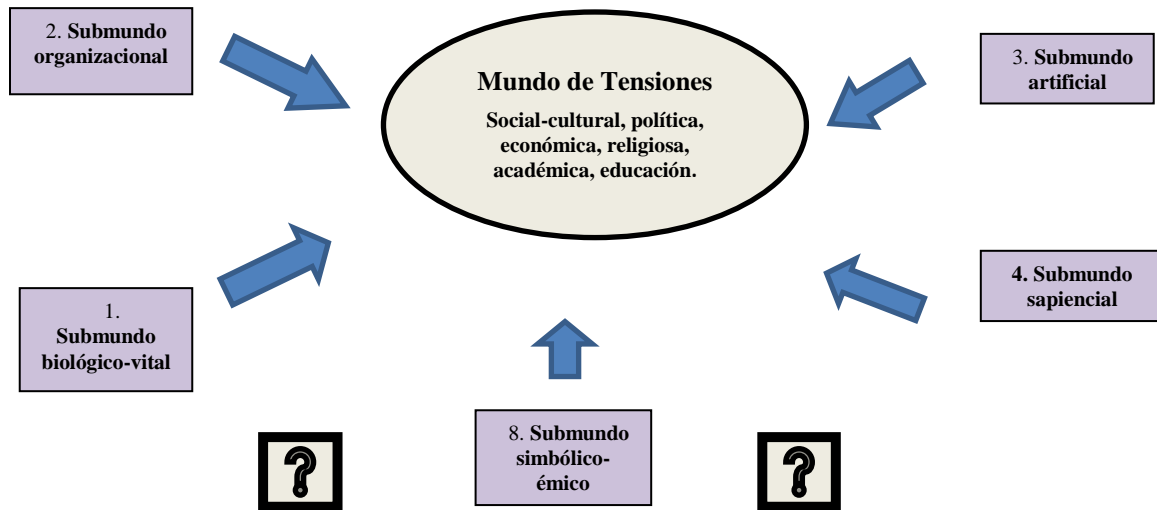 2. Submundo
organizacional
Mundo de Tensiones
Social-cultural, política,
económica, religiosa,
académica, educación.
3. Submundo
artificial
1.
Submundo
biológico-vital
4. Submundo
sapiencial
?
8. Submundo
simbólico-
émico
?